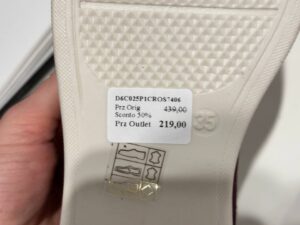 D6C025P1CROS7406
Prz Orig 439,00
Sconto 50%
Prz Outlet 219,00
35